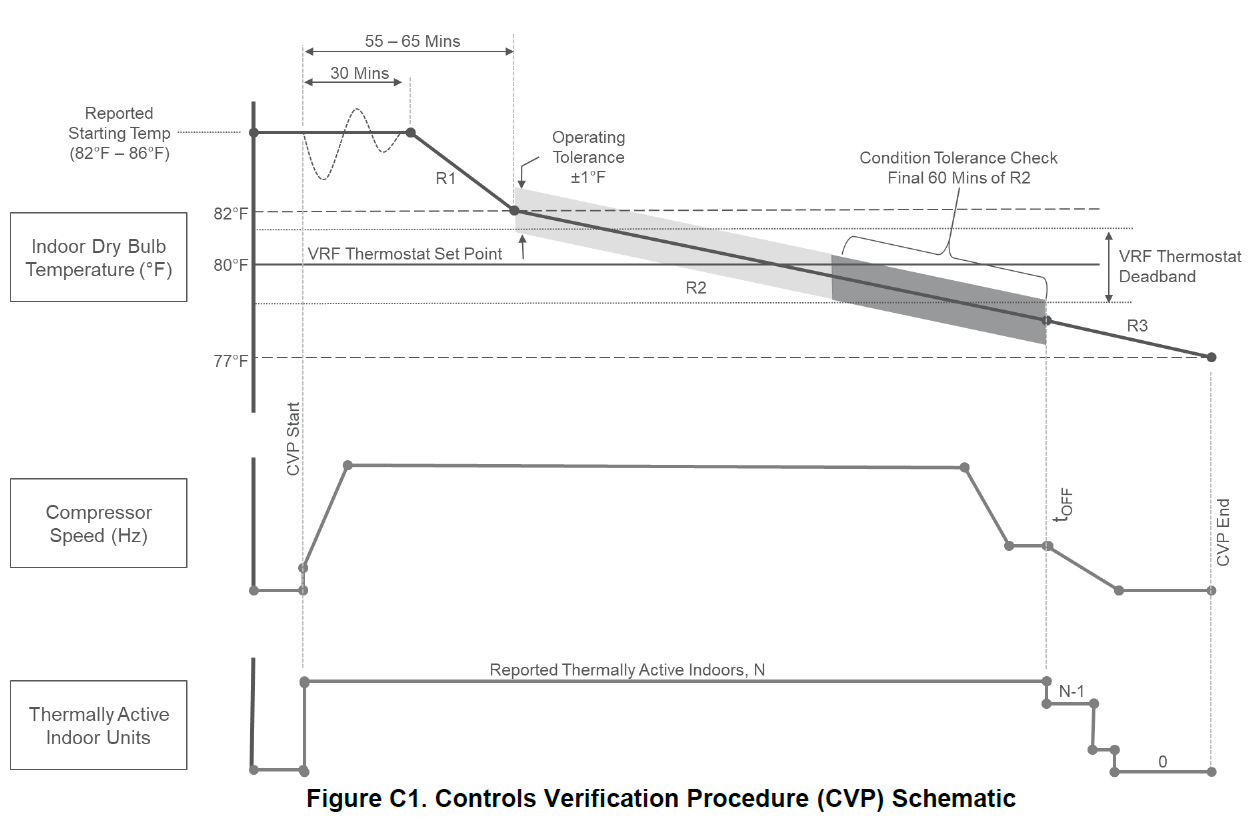 55 – 65 Mins
30 Mins
Reported
Starting Temp
(82°F – 86°F)
R1
Operating
Tolerance
±1°F
Condition Tolerance Check
Final 60 Mins of R2
82°F
Indoor Dry Bulb
Temperature (°F)
VRF Thermostat Set Point
80°F
VRF Thermostat
Deadband
R2
R3
77°F
CVP Start
Compressor
Speed (Hz)
tOFF
CVP End
Reported Thermally Active Indoors, N
N-1
Thermally Active
Indoor Units
0
Figure C1. Controls Verification Procedure (CVP) Schematic